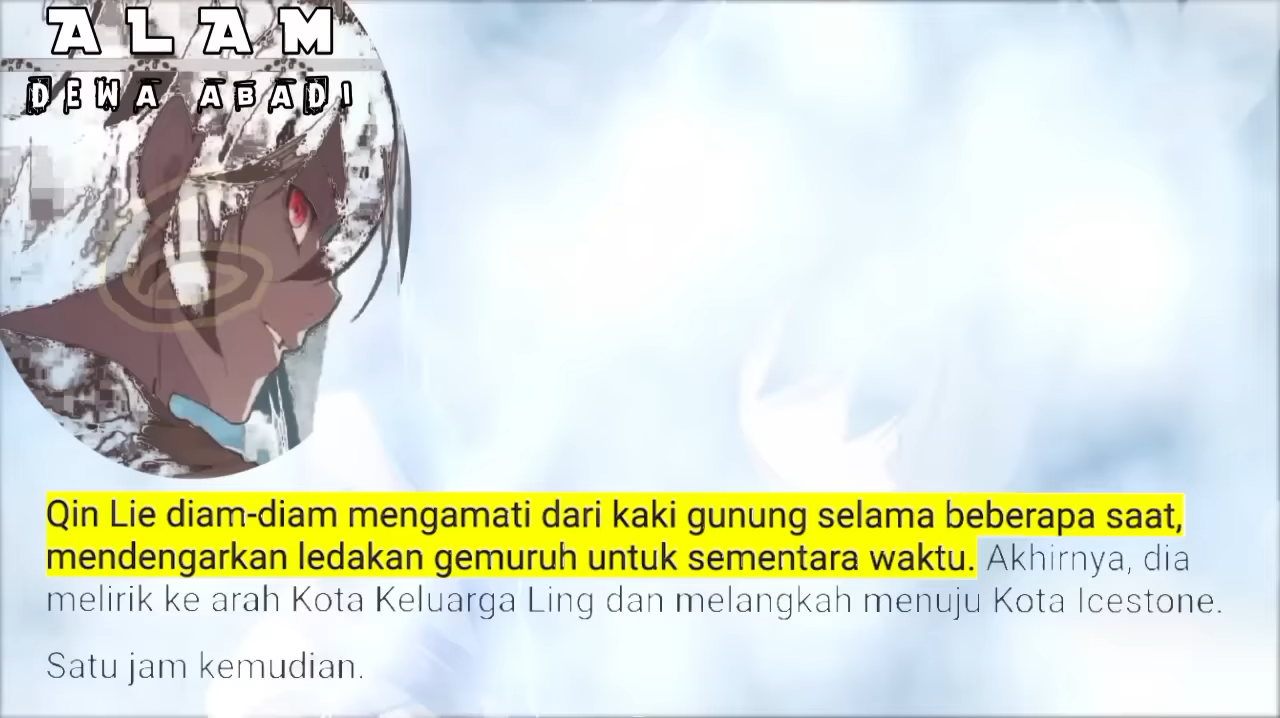 ALAM
DEWA ABADI
Qin Lie diam-diam mengamati dari kaki gunung selama beberapa saat,
mendengarkan ledakan gemuruh untuk sementara waktu. Akhirnya, dia
melirik ke arah Kota Keluarga Ling dan melangkah menuju Kota Icestone.
Satu jam kemudian.